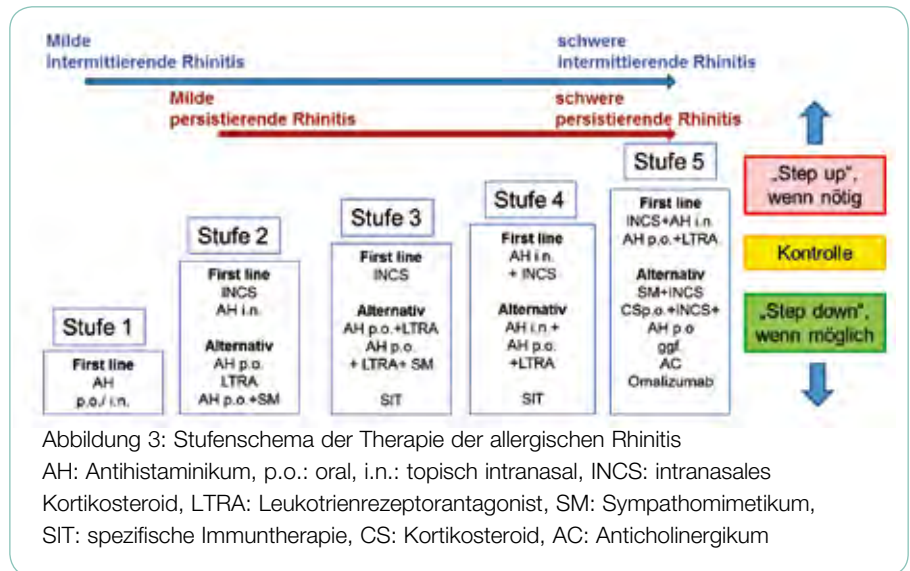 Milde
intermittierende Rhinitis
schwere
intermittierende Rhinitis
Milde
persistierende Rhinitis
schwere
persistierende Rhinitis
Stufe 1
First line
AH
p.o./ i.n.
Stufe 2
First line
INCS
AH i.n.
Alternativ
AH p.o.
LTRA
AH p.o.+SM
Stufe 3
First line
INCS
Alternativ
AH p.o.+LTRA
AH p.o.
+ LTRA+ SM
SIT
Stufe 4
First line
AH i.n.
+ INCS
Alternativ
AH i.n.+
AH p.o.
+LTRA
SIT
Stufe 5
First line
INCS+AH i.n.
AH p.o.+LTRA
Alternativ
SM+INCS
CSp.o.+INCS+
AH p.o
ggf.
AC
Omalizumab
„Step up",
wenn nötig
Kontrolle
„Step down",
wenn möglich
Abbildung 3: Stufenschema der Therapie der allergischen Rhinitis
AH: Antihistaminikum, p.o.: oral, i.n.: topisch intranasal, INCS: intranasales
Kortikosteroid, LTRA: Leukotrienrezeptorantagonist, SM: Sympathomimetikum,
SIT: spezifische Immuntherapie, CS: Kortikosteroid, AC: Anticholinergikum